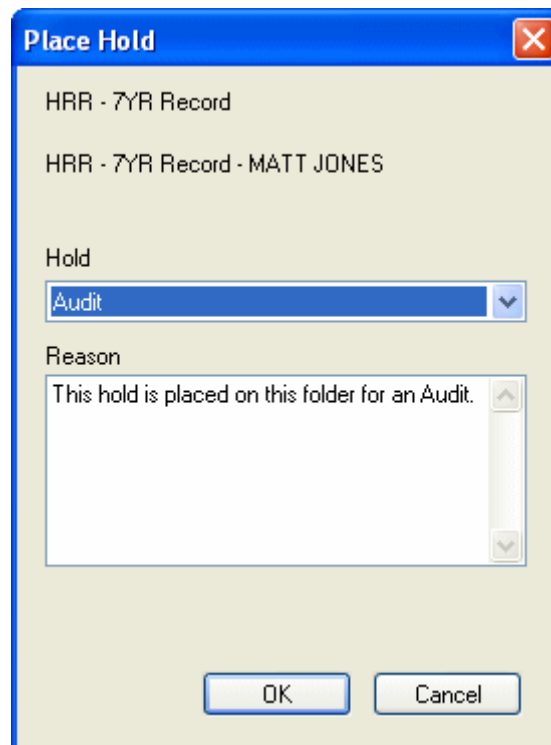 Place Hold
HRR - 7YR Record
HRR - 7YR Record - MATT JONES
Hold
Audit
Reason
This hold is placed on this folder for an Audit.
OK Cancel